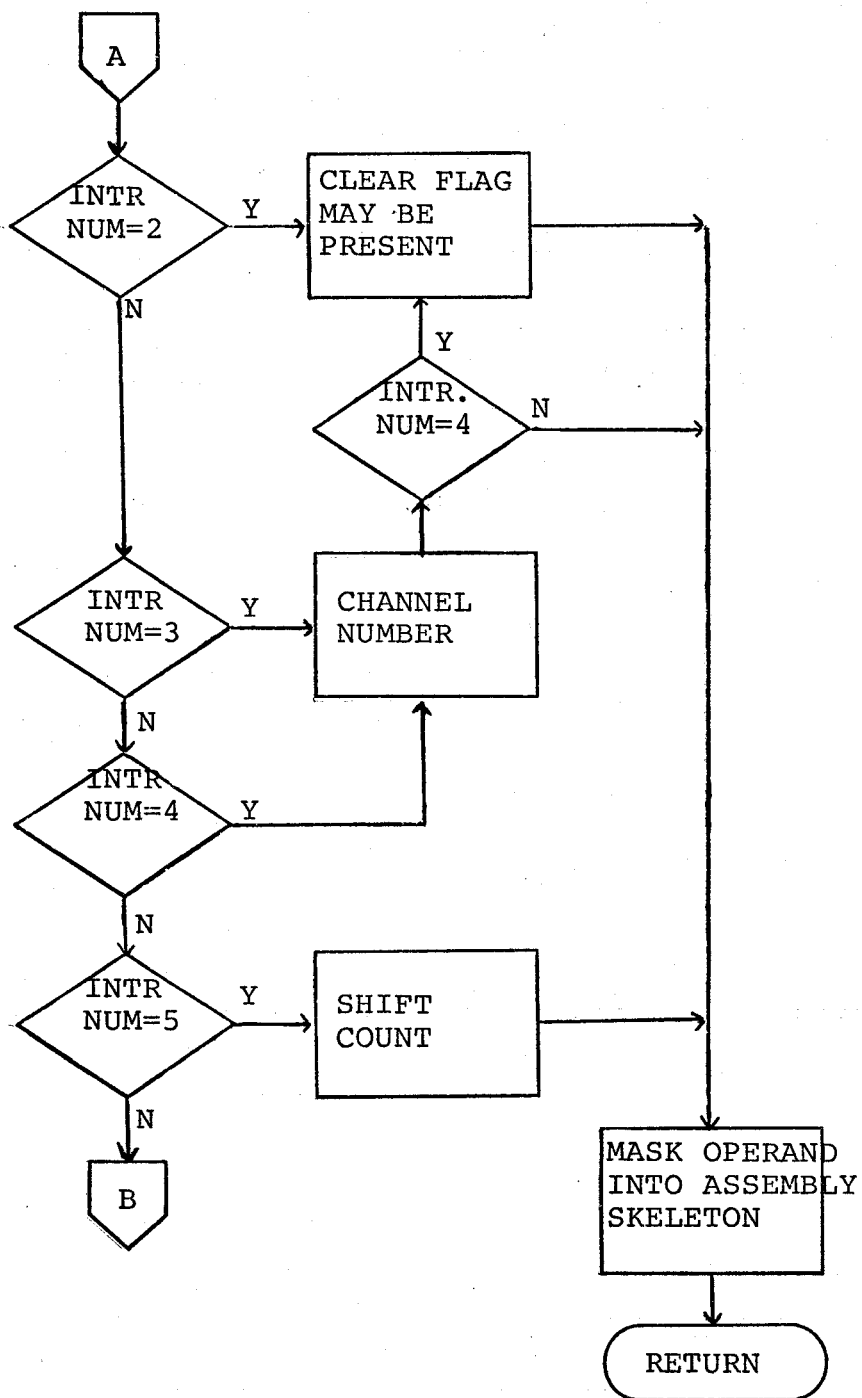 A
INTR
NUM=2
Y
N
CLEAR FLAG
MAY BE
PRESENT
Y
INTR.
NUM=4
N
INTR
NUM=3
Y
N
CHANNEL
NUMBER
INTR
NUM=4
Y
N
INTR
NUM=5
Y
N
SHIFT
COUNT
B
MASK OPERAND
INTO ASSEMBLY
SKELETON
RETURN